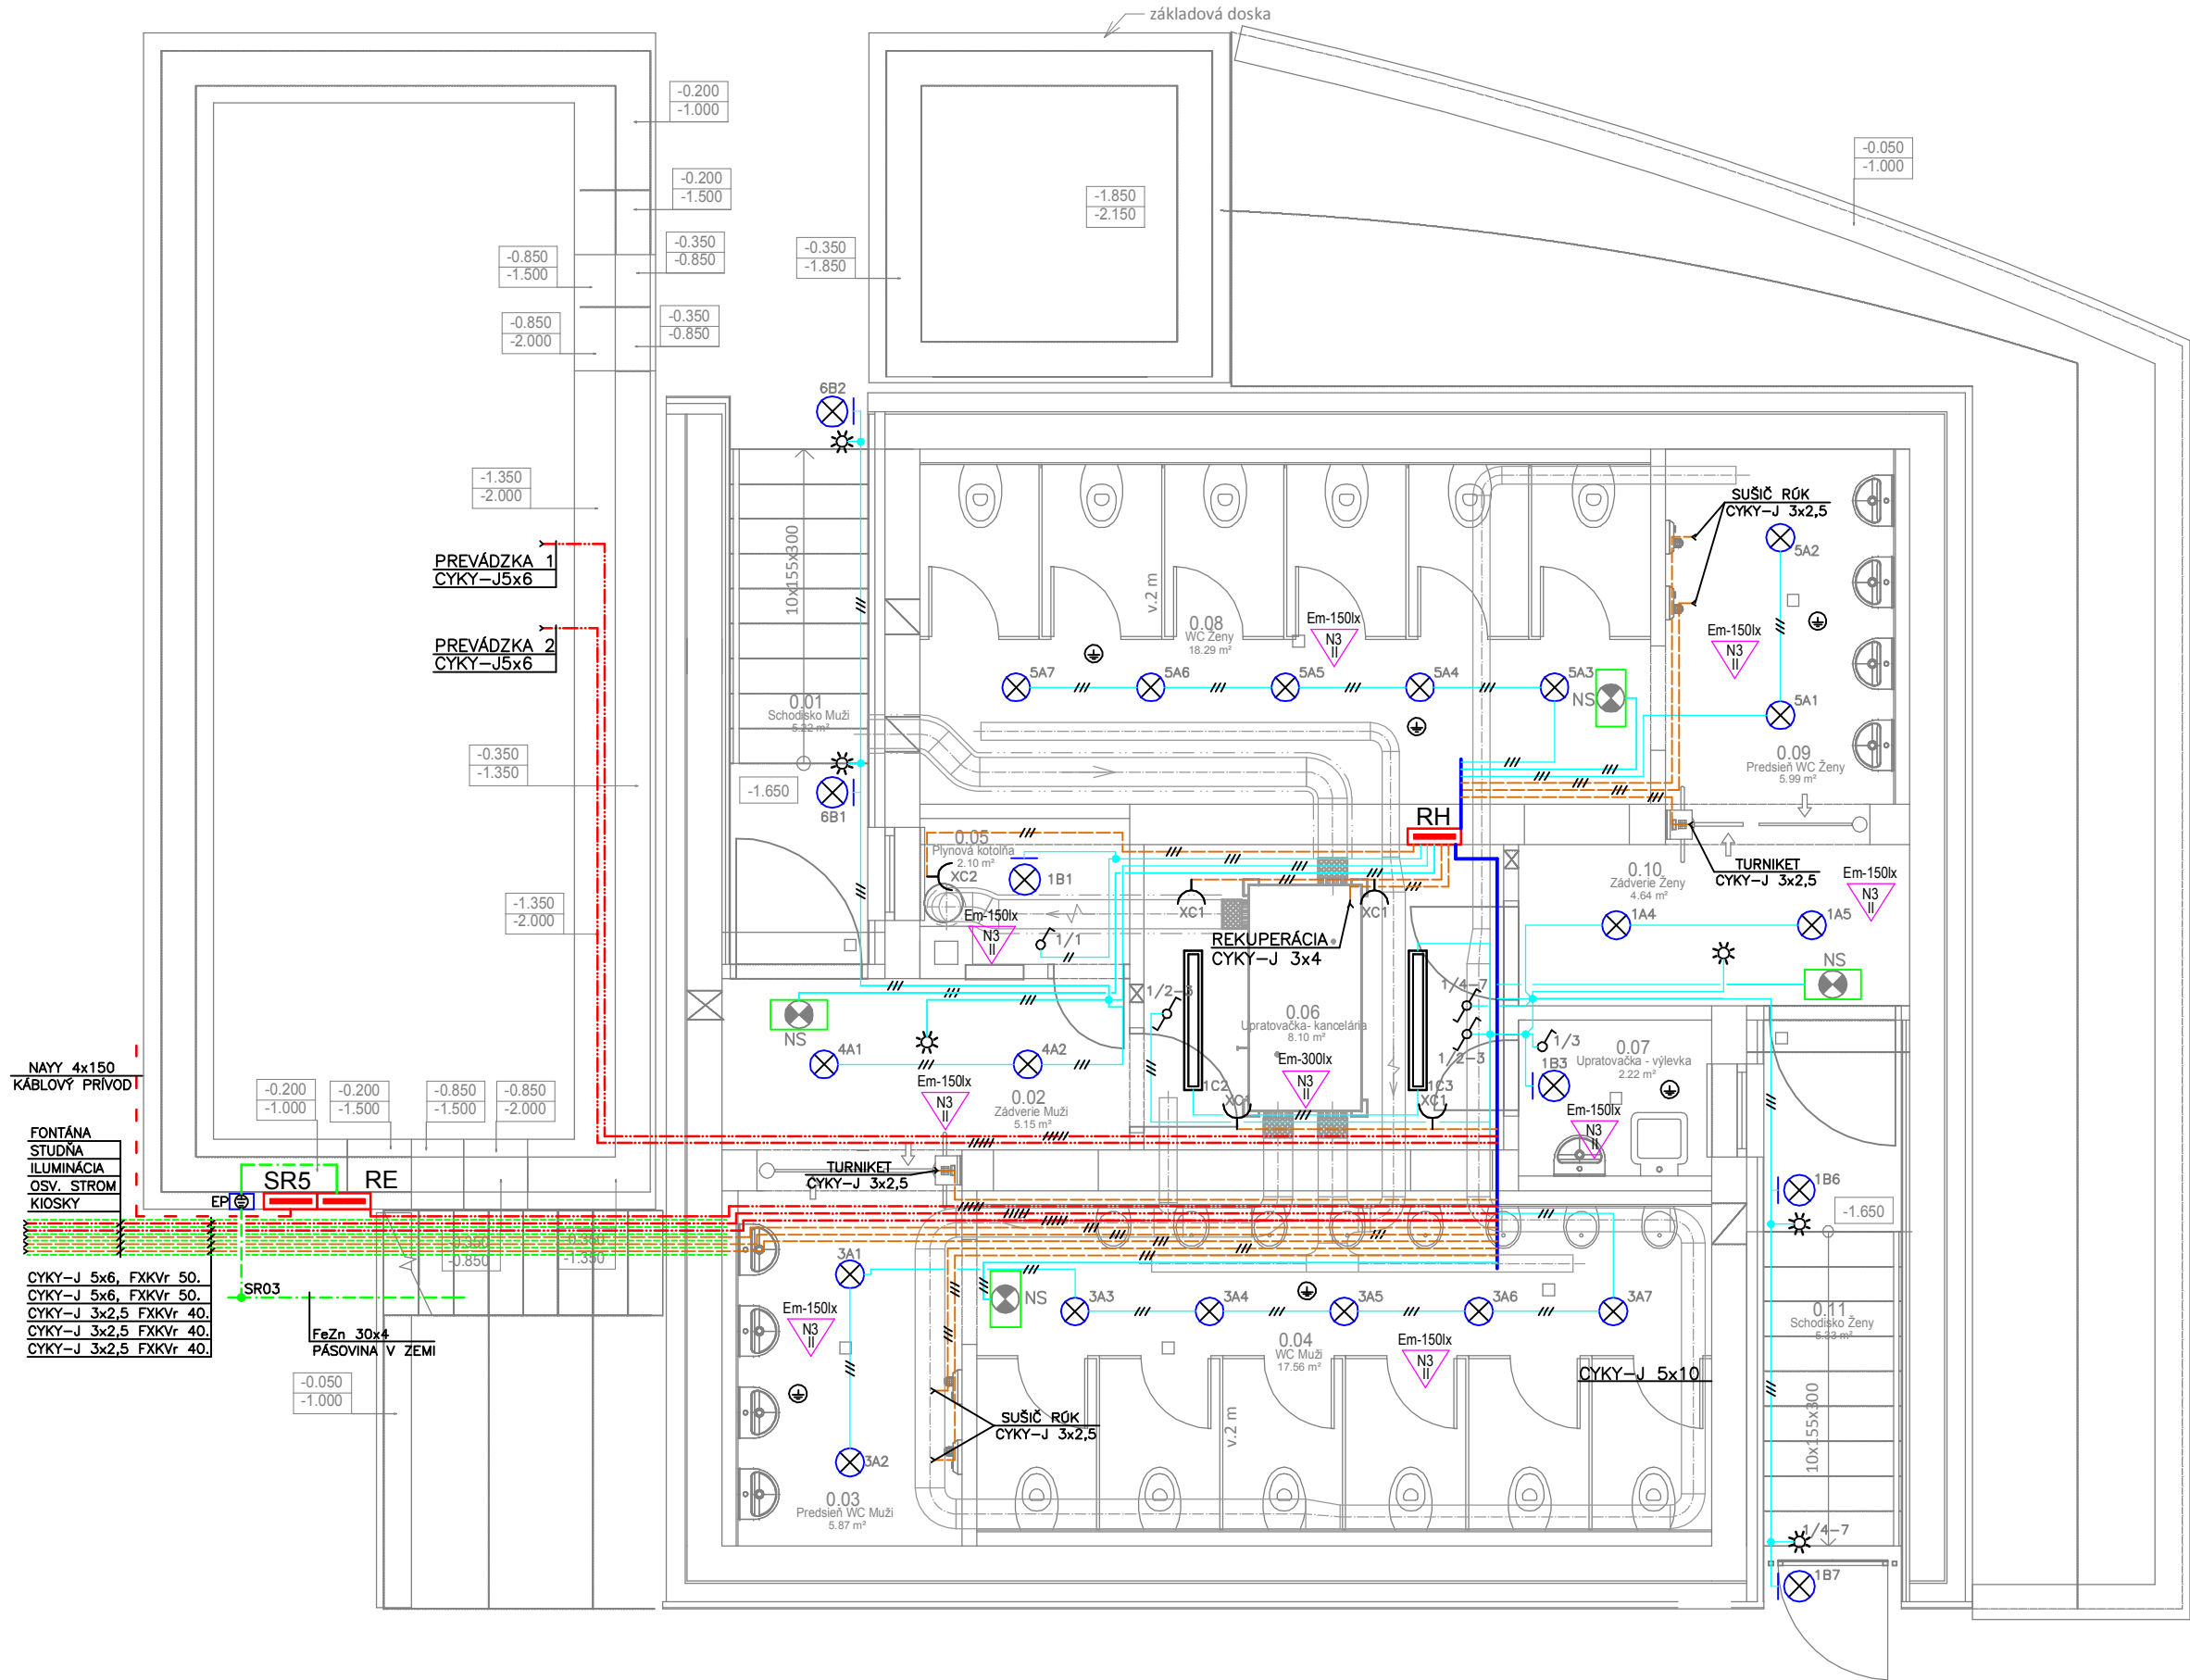 základová doska
-0.200
-1.000
-0.200
-1.500
-0.350
-0.850
-0.850
-1.500
-0.350
-0.850
-0.850
-2.000
-0.350
-1.850
-1.850
-2.150
-0.050
-1.000
-1.350
-2.000
PREVÁDZKA 1
CYKY-J5x6
PREVÁDZKA 2
CYKY-J5x6
-0.350
-1.350
-1.350
-2.000
6B2
10x155x300
0.01
Schodisko Muži
5.22 m²
-1.650
6B1
v.2 m
0.08
WC Ženy
18.29 m²
Em-150lx
N3
II
5A7
5A6
5A5
5A4
5A3
NS
SUŠIČ RÚK
CYKY-J 3x2,5
5A2
Em-150lx
N3
II
5A1
0.09
Predsieň WC Ženy
5.99 m²
RH
0.05
Plynová kotolňa
2.10 m²
XC2
1B1
Em-150lx
N3
II
1/1
XC1
XC1
REKUPERÁCIA
CYKY-J 3x4
TURNIKET
CYKY-J 3x2,5
0.10
Zádverie Ženy
4.64 m²
Em-150lx
N3
II
1A4
1A5
NS
NS
4A1
4A2
1/2-3
1/4-7
1/2-3
0.06
Upratovačka- kancelária
8.10 m²
Em-300lx
N3
II
1C2
1C3
XC1
XC1
1/3
0.07
Upratovačka - výlevka
2.22 m²
1B3
Em-150lx
N3
II
Em-150lx
N3
II
0.02
Zádverie Muži
5.15 m²
NAYY 4x150
KÁBLOVÝ PRÍVOD
-0.200
-1.000
-0.200
-1.500
-0.850
-1.500
-0.850
-2.000
FONTÁNA
STUDŇA
ILUMINÁCIA
OSV. STROM
KIOSKY
EP
SR5
RE
TURNIKET
CYKY-J 3x2,5
1B6
-1.650
-0.350
-0.850
-0.350
-1.350
CYKY-J 5x6, FXKVr 50.
CYKY-J 5x6, FXKVr 50.
CYKY-J 3x2,5 FXKVr 40.
CYKY-J 3x2,5 FXKVr 40.
CYKY-J 3x2,5 FXKVr 40.
SR03
FeZn 30x4
PÁSOVINA V ZEMI
-0.050
-1.000
3A1
Em-150lx
N3
II
NS
3A3
3A4
3A5
3A6
3A7
0.04
WC Muži
17.56 m²
Em-150lx
N3
II
CYKY-J 5x10
0.11
Schodisko Ženy
5.33 m²
10x155x300
v.2 m
SUŠIČ RÚK
CYKY-J 3x2,5
3A2
0.03
Predsieň WC Muži
5.87 m²
1/4-7
1B7